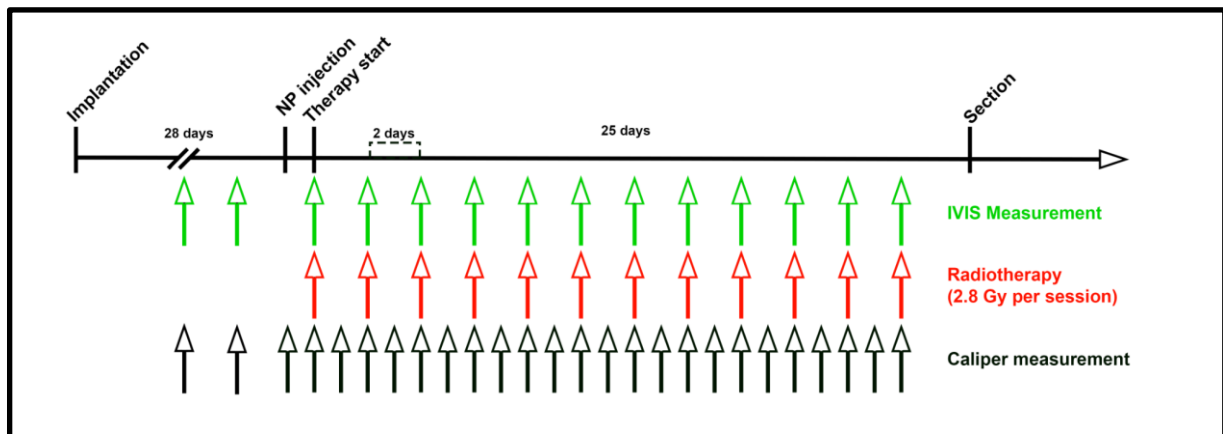 Implantation
NP injection
Therapy start
Section
28 days
2 days
25 days
IVIS Measurement
Radiotherapy
(2.8 Gy per session)
Caliper measurement